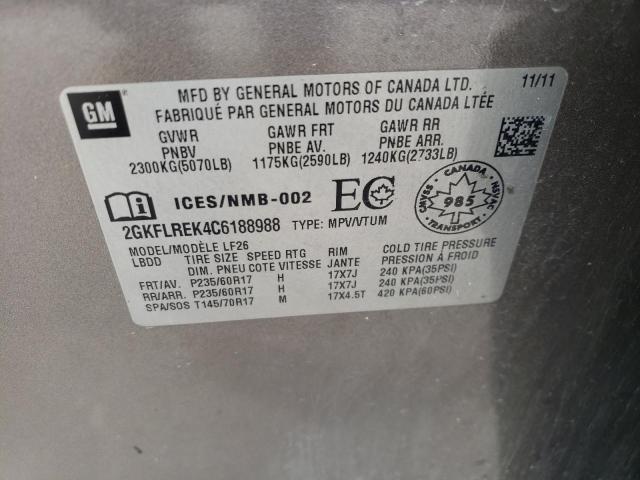 GM
MFD BY GENERAL MOTORS OF CANADA LTD. 11/11
FABRIQUÉ PAR GENERAL MOTORS DU CANADA LTÉE
GVWR GAWR FRT GAWR RR
PNBV PNBE AV. PNBE ARR.
2300KG(5070LB) 1175KG(2590LB) 1240KG(2733LB)
ICES/NMB-002 EC
CANADA
CMVSS NSVAC
985
TRANSPORT
2GKFLREK4C6188988 TYPE: MPV/VTUM
MODEL/MODÈLE LF26
LBDD TIRE SIZE SPEED RTG RIM COLD TIRE PRESSURE
DIM. PNEU COTE VITESSE JANTE PRESSION À FROID
FRT/AV. P235/60R17 H 17X7J 240 KPA(35PSI)
RR/ARR. P235/60R17 H 17X7J 240 KPA(35PSI)
SPA/SOS T145/70R17 M 17X4.5T 420 KPA(60PSI)